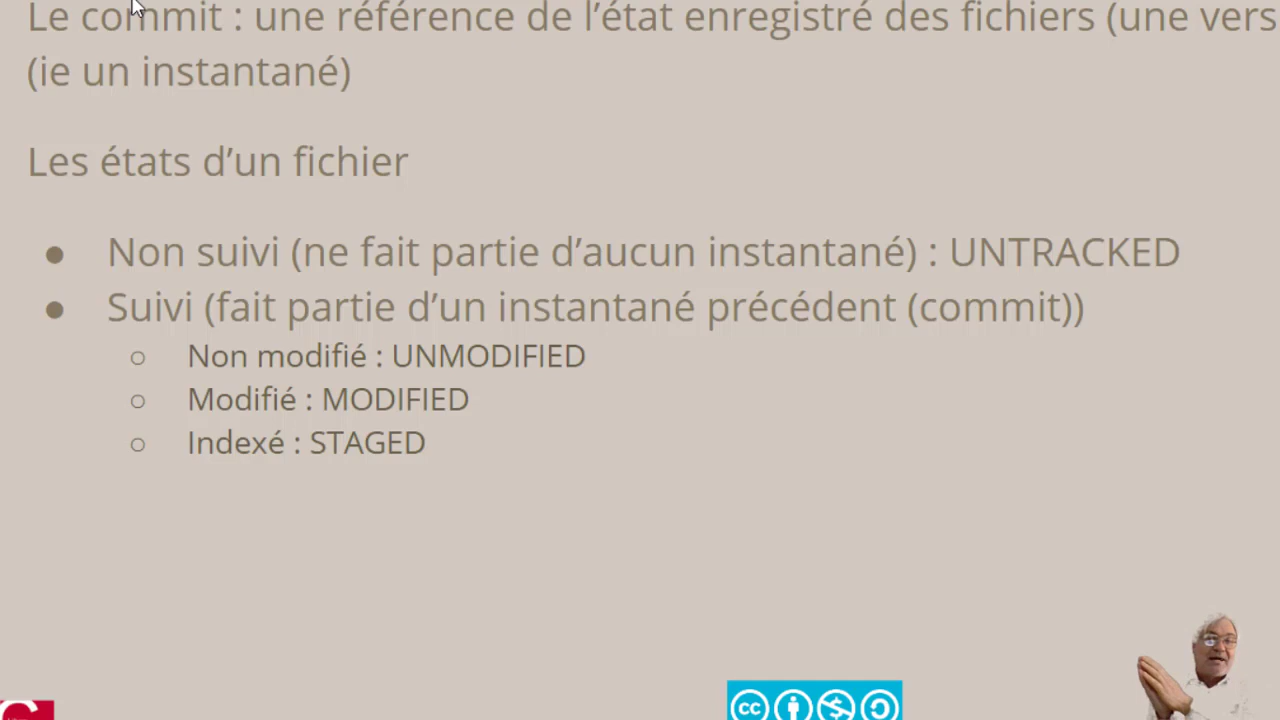 Le commit : une référence de l’état enregistré des fichiers (une vers
(ie un instantané)
Les états d’un fichier
● Non suivi (ne fait partie d’aucun instantané) : UNTRACKED
● Suivi (fait partie d’un instantané précédent (commit))
○ Non modifié : UNMODIFIED
○ Modifié : MODIFIED
○ Indexé : STAGED
cc